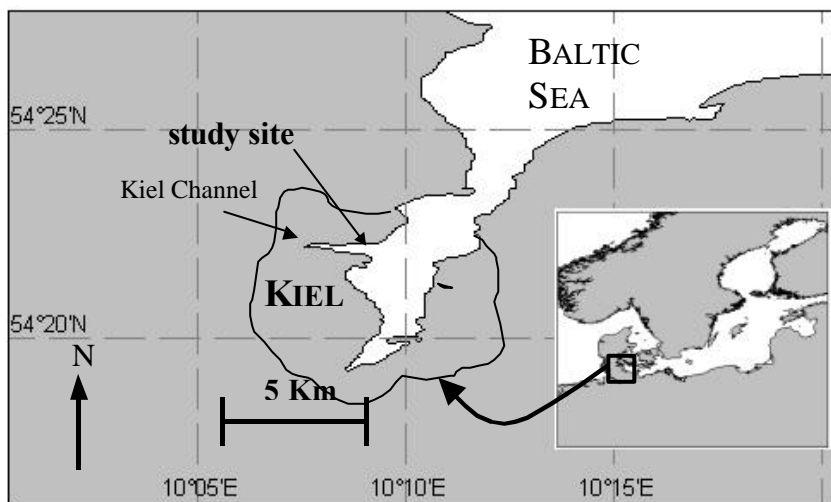 BALTIC
SEA
54°25'N
study site
Kiel Channel
KIEL
54°20'N
N
5 Km
10°05'E
10°10'E
10°15'E